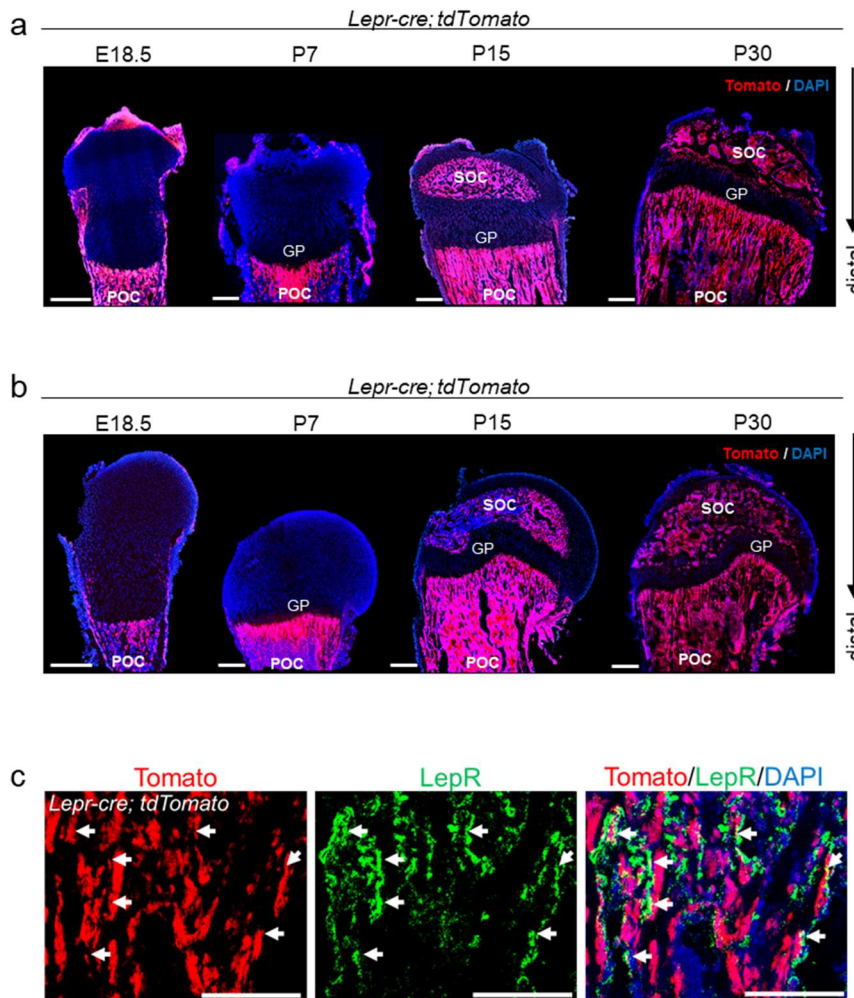 a
Lepr-cre; tdTomato
E18.5 P7 P15 P30
Tomato / DAPI
SOC SOC
GP GP GP
POC POC POC POC
distal
b
Lepr-cre; tdTomato
E18.5 P7 P15 P30
Tomato / DAPI
SOC SOC
GP GP GP
POC POC POC
distal
c
Tomato LepR Tomato/LepR/DAPI
Lepr-cre; tdTomato